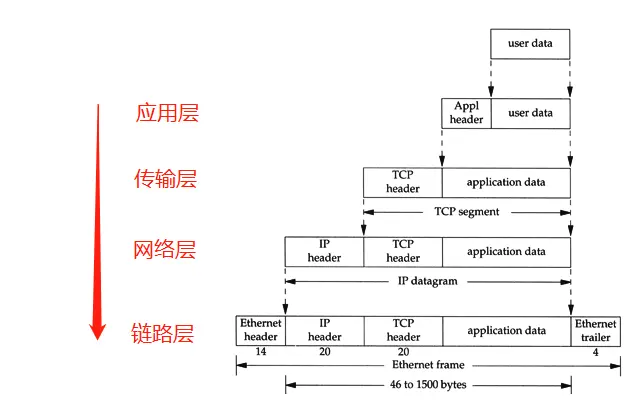 user data
应用层
Appl header
user data
传输层
TCP header
application data
TCP segment
网络层
IP header
TCP header
application data
IP datagram
链路层
Ethernet header
IP header
TCP header
application data
Ethernet trailer
14
20
20
4
Ethernet frame
46 to 1500 bytes